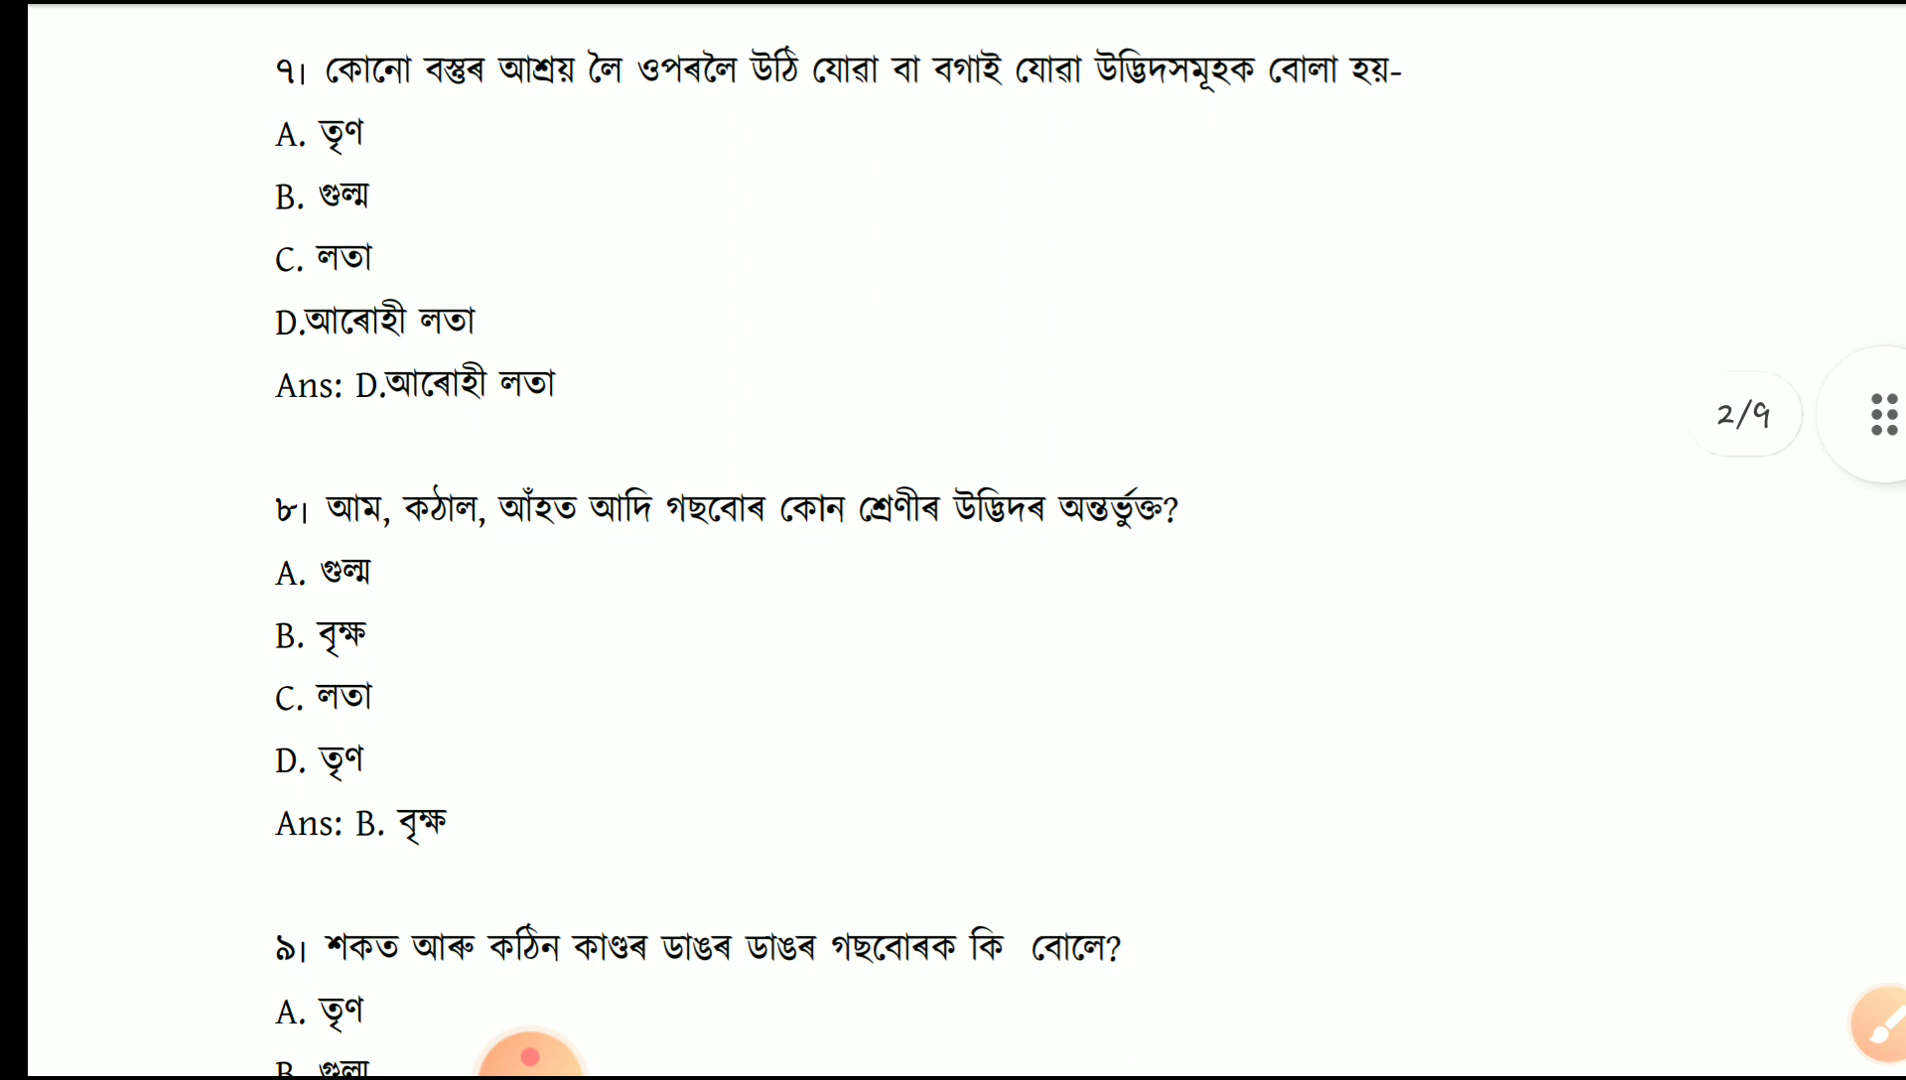 ৭। কোনো বস্তুৰ আশ্ৰয় লৈ ওপৰলৈ উঠি যোৱা বা বগাই যোৱা উদ্ভিদসমূহক বোলা হয়-
A. তৃণ
B. গুল্ম
C. লতা
D.আৰোহী লতা
Ans: D.আৰোহী লতা
2/9
৮। আম, কঠাল, আঁহত আদি গছবোৰ কোন শ্ৰেণীৰ উদ্ভিদৰ অন্তৰ্ভুক্ত?
A. গুল্ম
B. বৃক্ষ
C. লতা
D. তৃণ
Ans: B. বৃক্ষ
৯। শকত আৰু কঠিন কাণ্ডৰ ডাঙৰ ডাঙৰ গছবোৰক কি বোলে?
A. তৃণ
B. গুল্ম